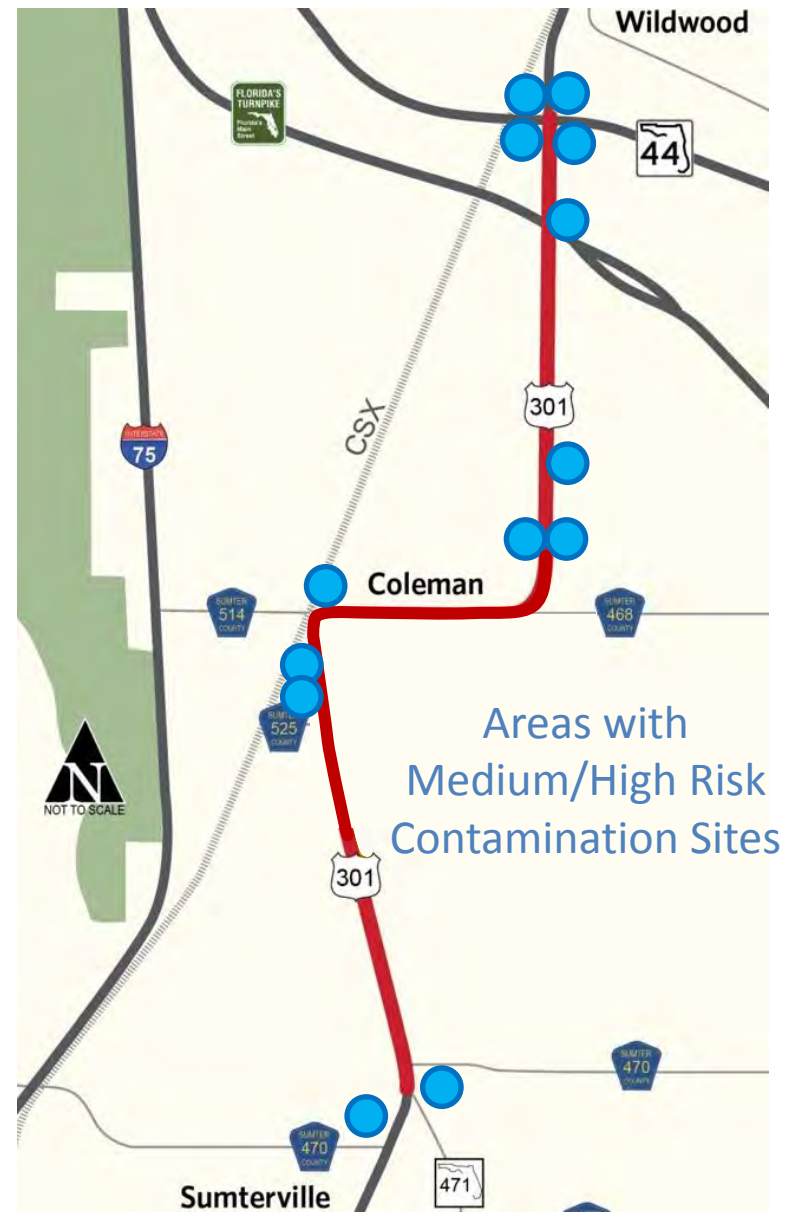 Wildwood
FLORIDA'S
TURNPIKE
Florida's
Main
Street
44
301
CSX
INTERSTATE
75
Coleman
SUMTER
514
COUNTY
SUMTER
468
COUNTY
SUMTER
525
COUNTY
Areas with
Medium/High Risk
Contamination Sites
N
NOT TO SCALE
301
SUMTER
470
COUNTY
SUMTER
470
COUNTY
471
Sumterville